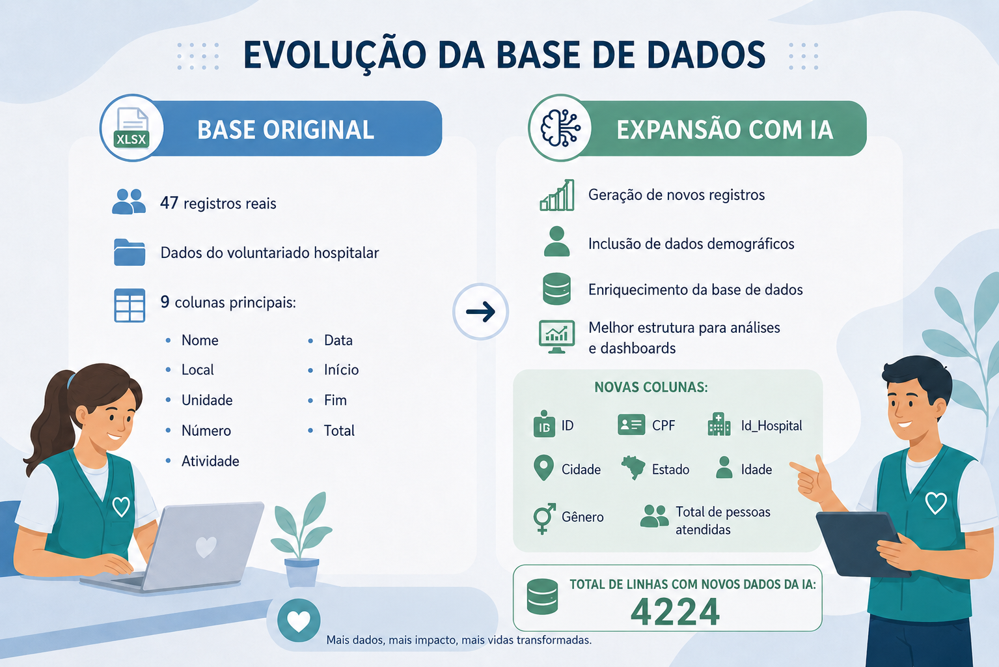 EVOLUÇÃO DA BASE DE DADOS
XLSX
BASE ORIGINAL
47 registros reais
Dados do voluntariado hospitalar
9 colunas principais:
Nome
Local
Unidade
Número
Atividade
Data
Início
Fim
Total
EXPANSÃO COM IA
Geração de novos registros
Inclusão de dados demográficos
Enriquecimento da base de dados
Melhor estrutura para análises
e dashboards
NOVAS COLUNAS:
ID
CPF
Id_Hospital
Cidade
Estado
Idade
Gênero
Total de pessoas
atendidas
TOTAL DE LINHAS COM NOVOS DADOS DA IA:
4224
Mais dados, mais impacto, mais vidas transformadas.